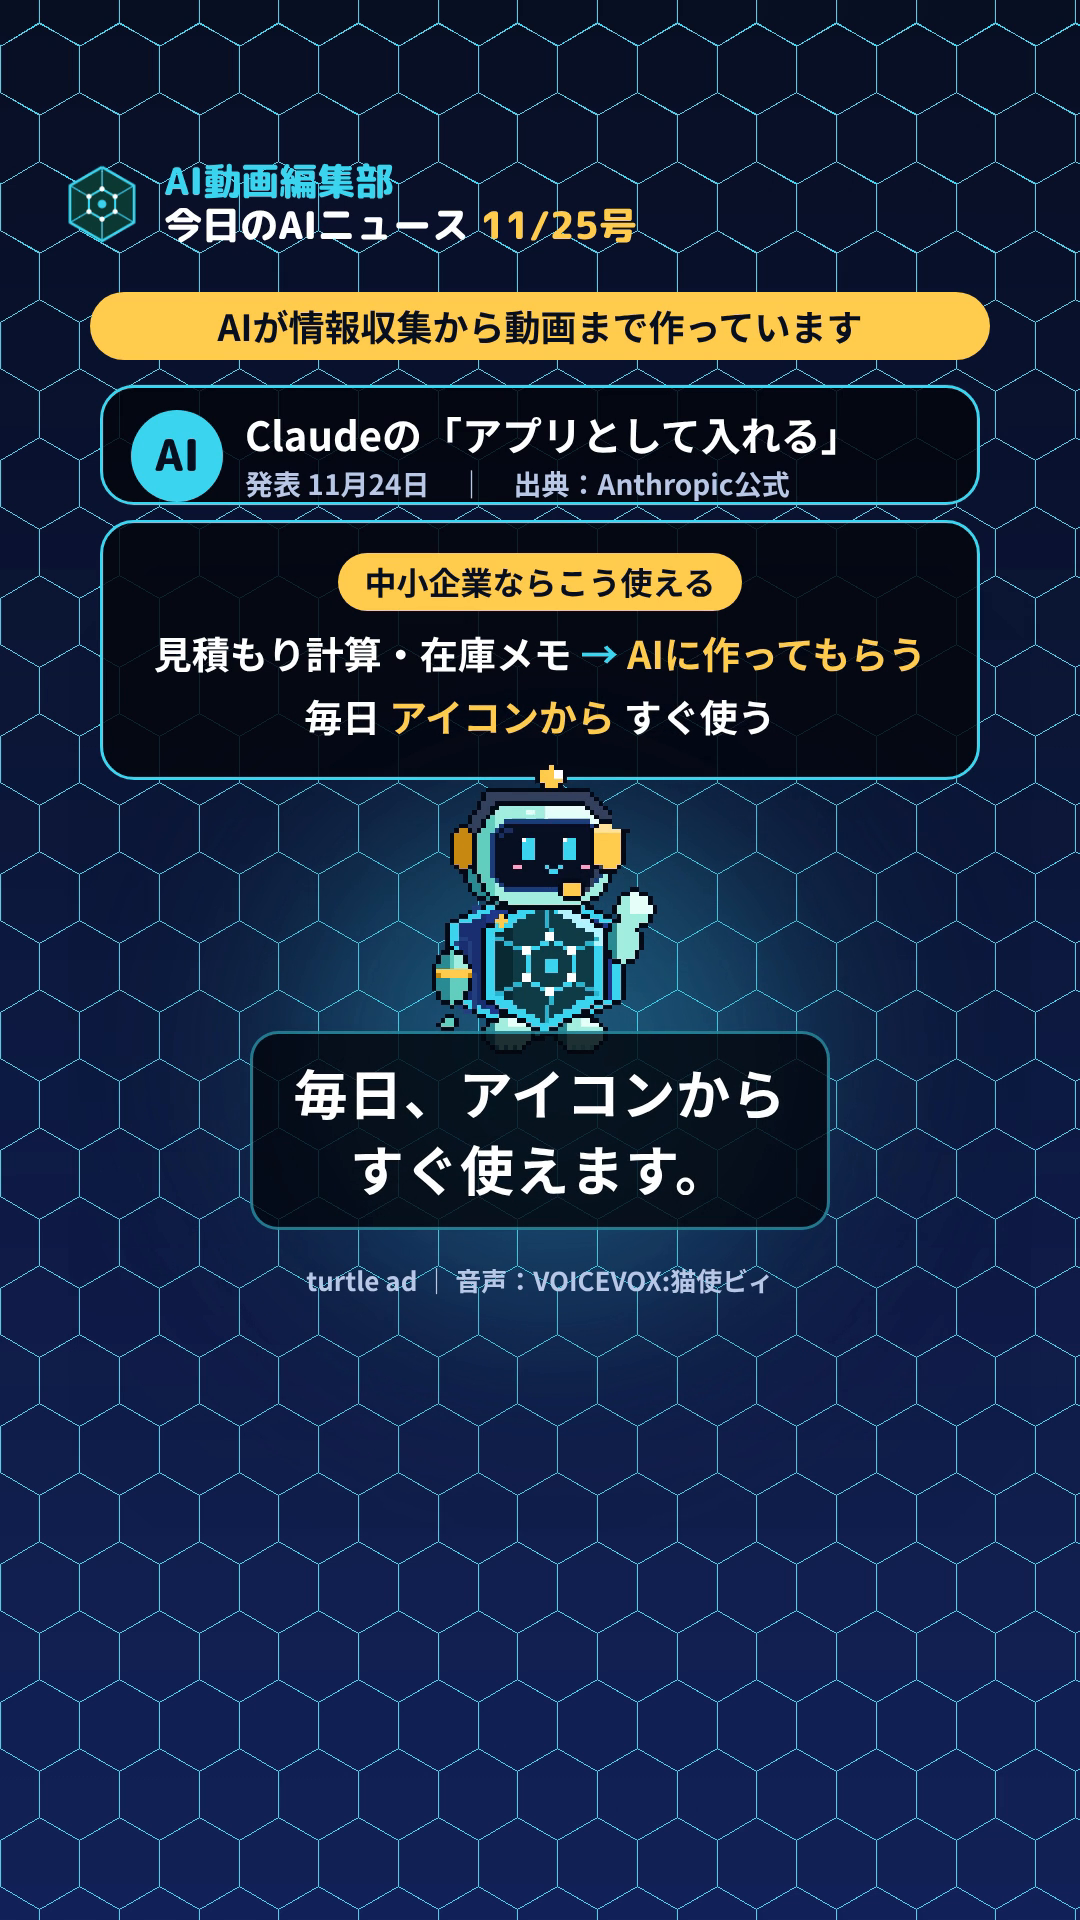 AI動画編集部
今日のAIニュース 11/25号
AIが情報収集から動画まで作っています
AI
Claudeの「アプリとして入れる」
発表 11月24日 ｜ 出典：Anthropic公式
中小企業ならこう使える
見積もり計算・在庫メモ → AIに作ってもらう
毎日 アイコンから すぐ使う
毎日、アイコンから
すぐ使えます。
turtle ad ｜ 音声：VOICEVOX:猫使ビィ